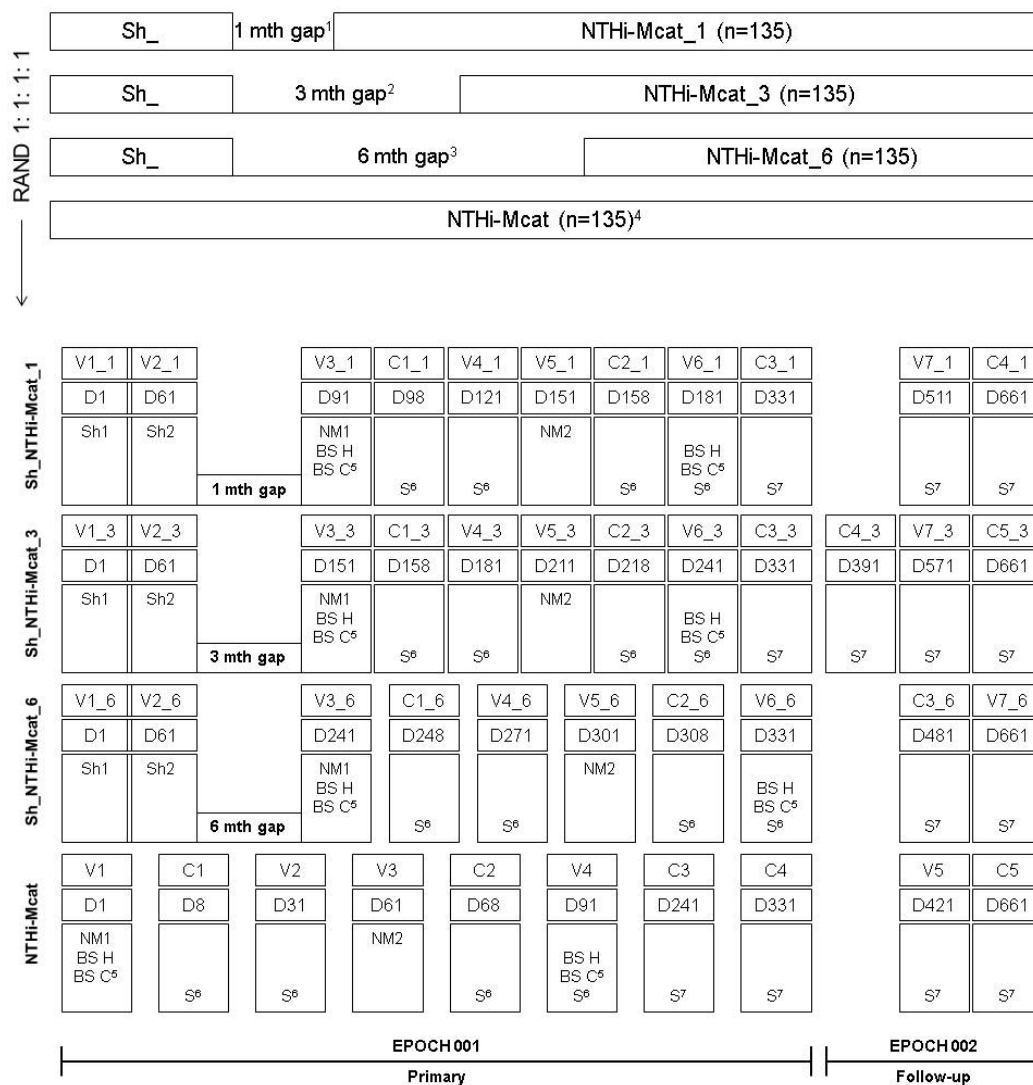 RAND 1: 1: 1: 1
Sh_ 1 mth gap¹ NTHi-Mcat_1 (n=135)
Sh_ 3 mth gap² NTHi-Mcat_3 (n=135)
Sh_ 6 mth gap³ NTHi-Mcat_6 (n=135)
NTHi-Mcat (n=135)⁴
Sh_NTHi-Mcat_1
V1_1 V2_1 V3_1 C1_1 V4_1 V5_1 C2_1 V6_1 C3_1 V7_1 C4_1
D1 D61 D91 D98 D121 D151 D158 D181 D331 D511 D661
Sh1 Sh2 NM1 NM2
BS H BS H
BS C⁵ BS C⁵
1 mth gap S⁶ S⁶ S⁶ S⁶ S⁷ S⁷ S⁷
Sh_NTHi-Mcat_3
V1_3 V2_3 V3_3 C1_3 V4_3 V5_3 C2_3 V6_3 C3_3 C4_3 V7_3 C5_3
D1 D61 D151 D158 D181 D211 D218 D241 D331 D391 D571 D661
Sh1 Sh2 NM1 NM2
BS H BS H
BS C⁵ BS C⁵
3 mth gap S⁶ S⁶ S⁶ S⁶ S⁷ S⁷ S⁷ S⁷
Sh_NTHi-Mcat_6
V1_6 V2_6 V3_6 C1_6 V4_6 V5_6 C2_6 V6_6 C3_6 V7_6
D1 D61 D241 D248 D271 D301 D308 D331 D481 D661
Sh1 Sh2 NM1 NM2
BS H BS H
BS C⁵ BS C⁵
6 mth gap S⁶ S⁶ S⁶ S⁶ S⁷ S⁷
NTHi-Mcat
V1 C1 V2 V3 C2 V4 C3 C4 V5 C5
D1 D8 D31 D61 D68 D91 D241 D331 D421 D661
NM1 NM2
BS H BS H
BS C⁵ BS C⁵
S⁶ S⁶ S⁶ S⁶ S⁷ S⁷ S⁷ S⁷
EPOCH 001 EPOCH 002
Primary Follow-up